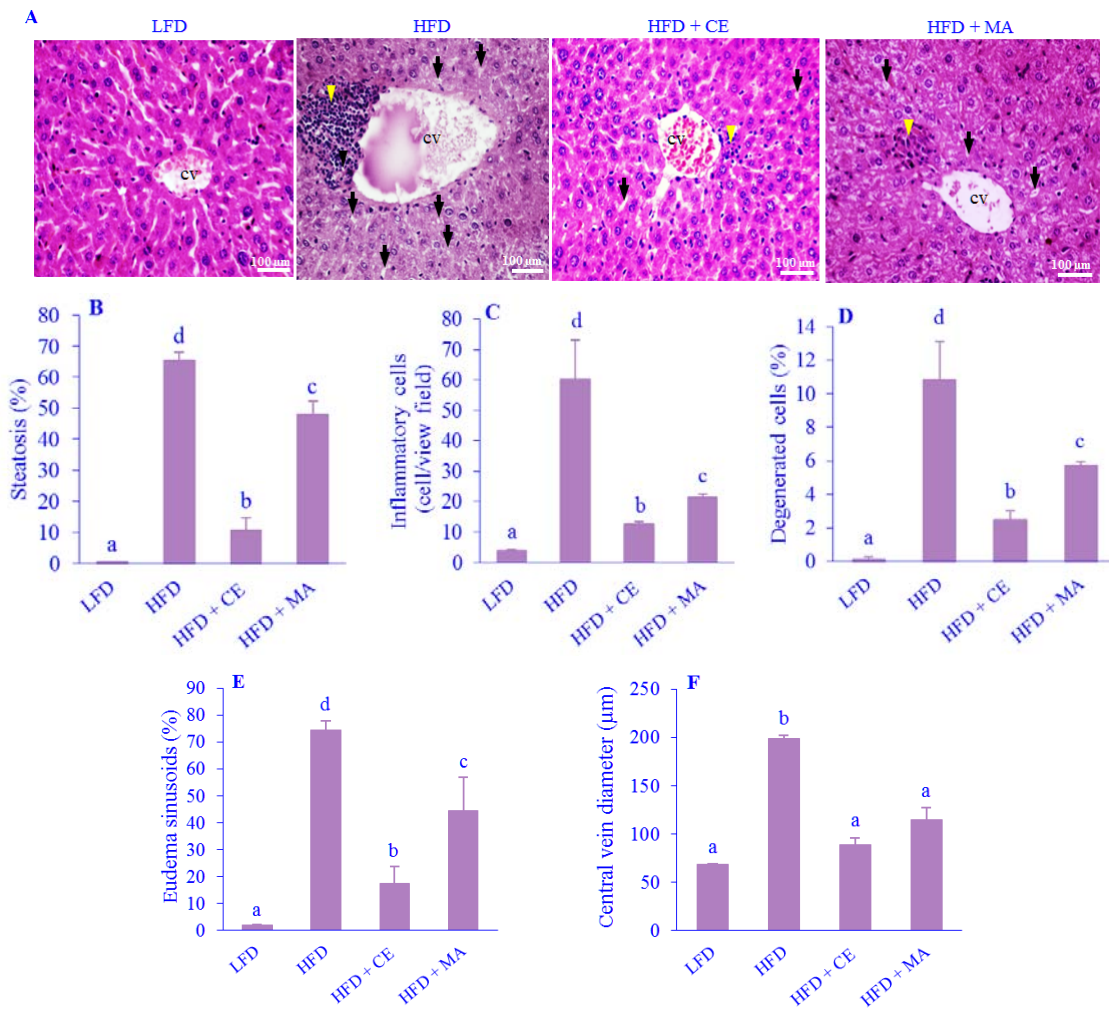 A
LFD
HFD
HFD + CE
HFD + MA
cv
cv
cv
cv
100 µm
100 µm
100 µm
100 µm
B
Steatosis (%)
80
70
60
50
40
30
20
10
0
a
d
b
c
LFD
HFD
HFD + CE
HFD + MA
C
Inflammatory cells
(cell/view field)
80
70
60
50
40
30
20
10
0
a
d
b
c
LFD
HFD
HFD + CE
HFD + MA
D
Degenerated cells (%)
14
12
10
8
6
4
2
0
a
d
b
c
LFD
HFD
HFD + CE
HFD + MA
E
Eudema sinusoids (%)
90
80
70
60
50
40
30
20
10
0
a
d
b
c
LFD
HFD
HFD + CE
HFD + MA
F
Central vein diameter (µm)
250
200
150
100
50
0
a
b
a
a
LFD
HFD
HFD + CE
HFD + MA